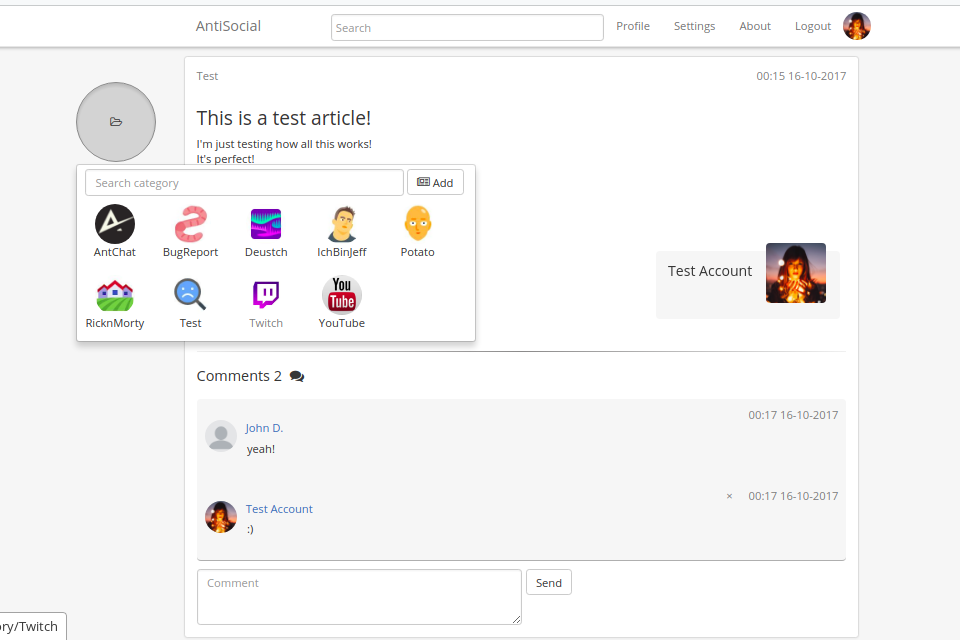 AntiSocial
Search
Profile
Settings
About
Logout
Test
00:15 16-10-2017
This is a test article!
I'm just testing how all this works!
It's perfect!
Search category
Add
AntChat
BugReport
Deustch
IchBinJeff
Potato
RicknMorty
Test
Twitch
You
Tube
YouTube
Test Account
Comments 2
00:17 16-10-2017
John D.
yeah!
× 00:17 16-10-2017
Test Account
:)
Comment
Send
ory/Twitch